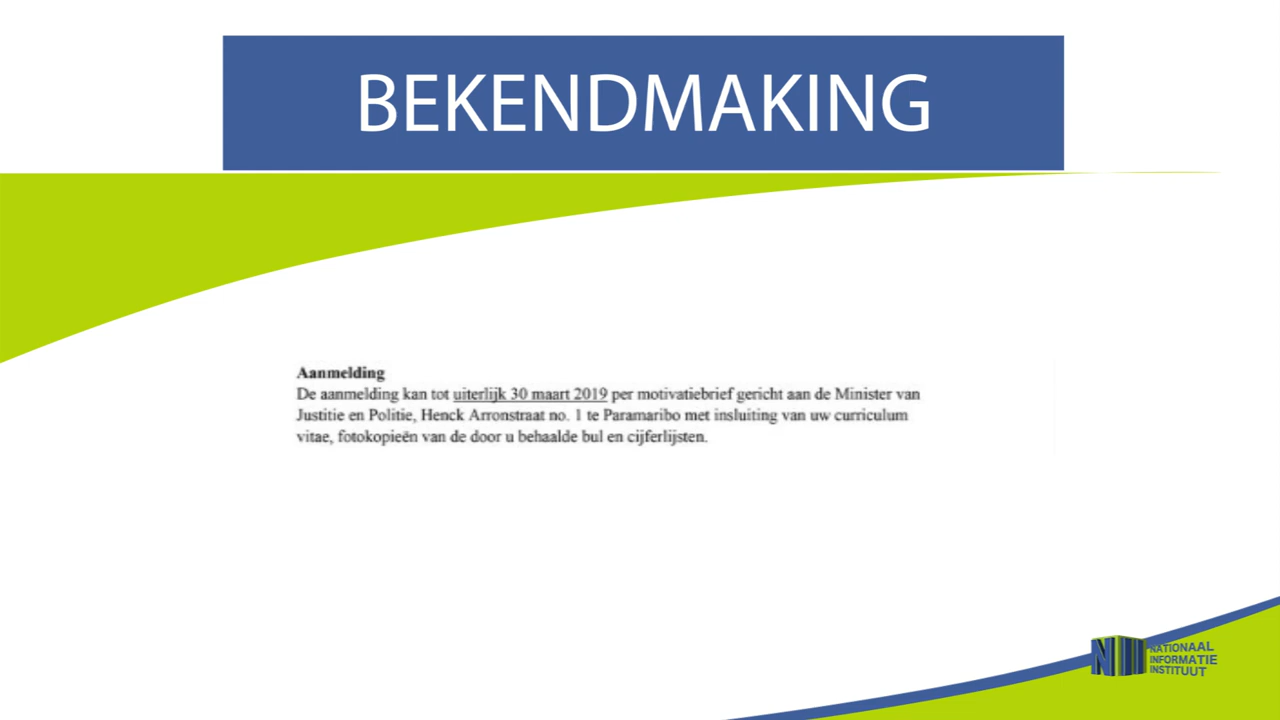 BEKENDMAKING
Aanmelding
De aanmelding kan tot uiterlijk 30 maart 2019 per motivatiebrief gericht aan de Minister van
Justitie en Politie, Henck Arronstraat no. 1 te Paramaribo met insluiting van uw curriculum
vitae, fotokopieën van de door u behaalde bul en cijferlijsten.
NII
NATIONAAL
INFORMATIE
INSTITUUT